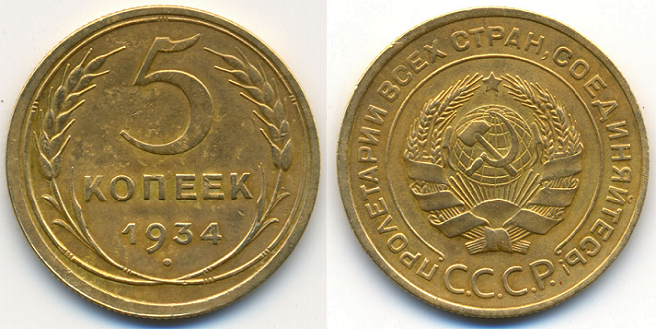 5
КОПЕЕК
1934
ПРОЛЕТАРИИ ВСЕХ СТРАН, СОЕДИНЯЙТЕСЬ!
С.С.С.Р.